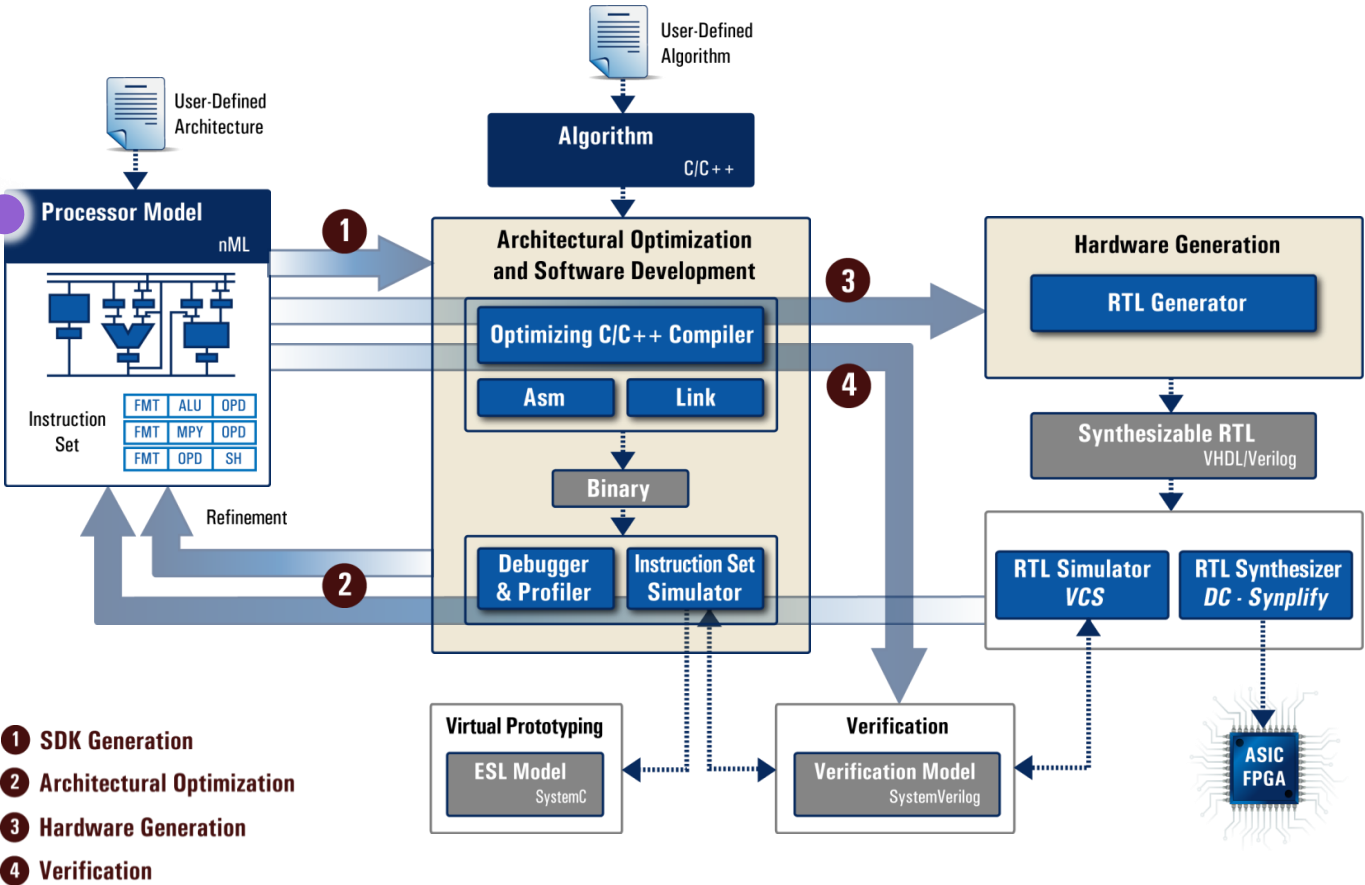 User-Defined
Algorithm
User-Defined
Architecture
Algorithm
C/C++
Processor Model
nML
1
Architectural Optimization
and Software Development
3
Hardware Generation
RTL Generator
Optimizing C/C++ Compiler
4
Asm
Link
Instruction
Set
FMT ALU OPD
FMT MPY OPD
FMT OPD SH
Synthesizable RTL
VHDL/Verilog
Binary
Refinement
2
Debugger
& Profiler
Instruction Set
Simulator
RTL Simulator
VCS
RTL Synthesizer
DC - Synplify
Virtual Prototyping
ESL Model
SystemC
Verification
Verification Model
SystemVerilog
ASIC
FPGA
1 SDK Generation
2 Architectural Optimization
3 Hardware Generation
4 Verification